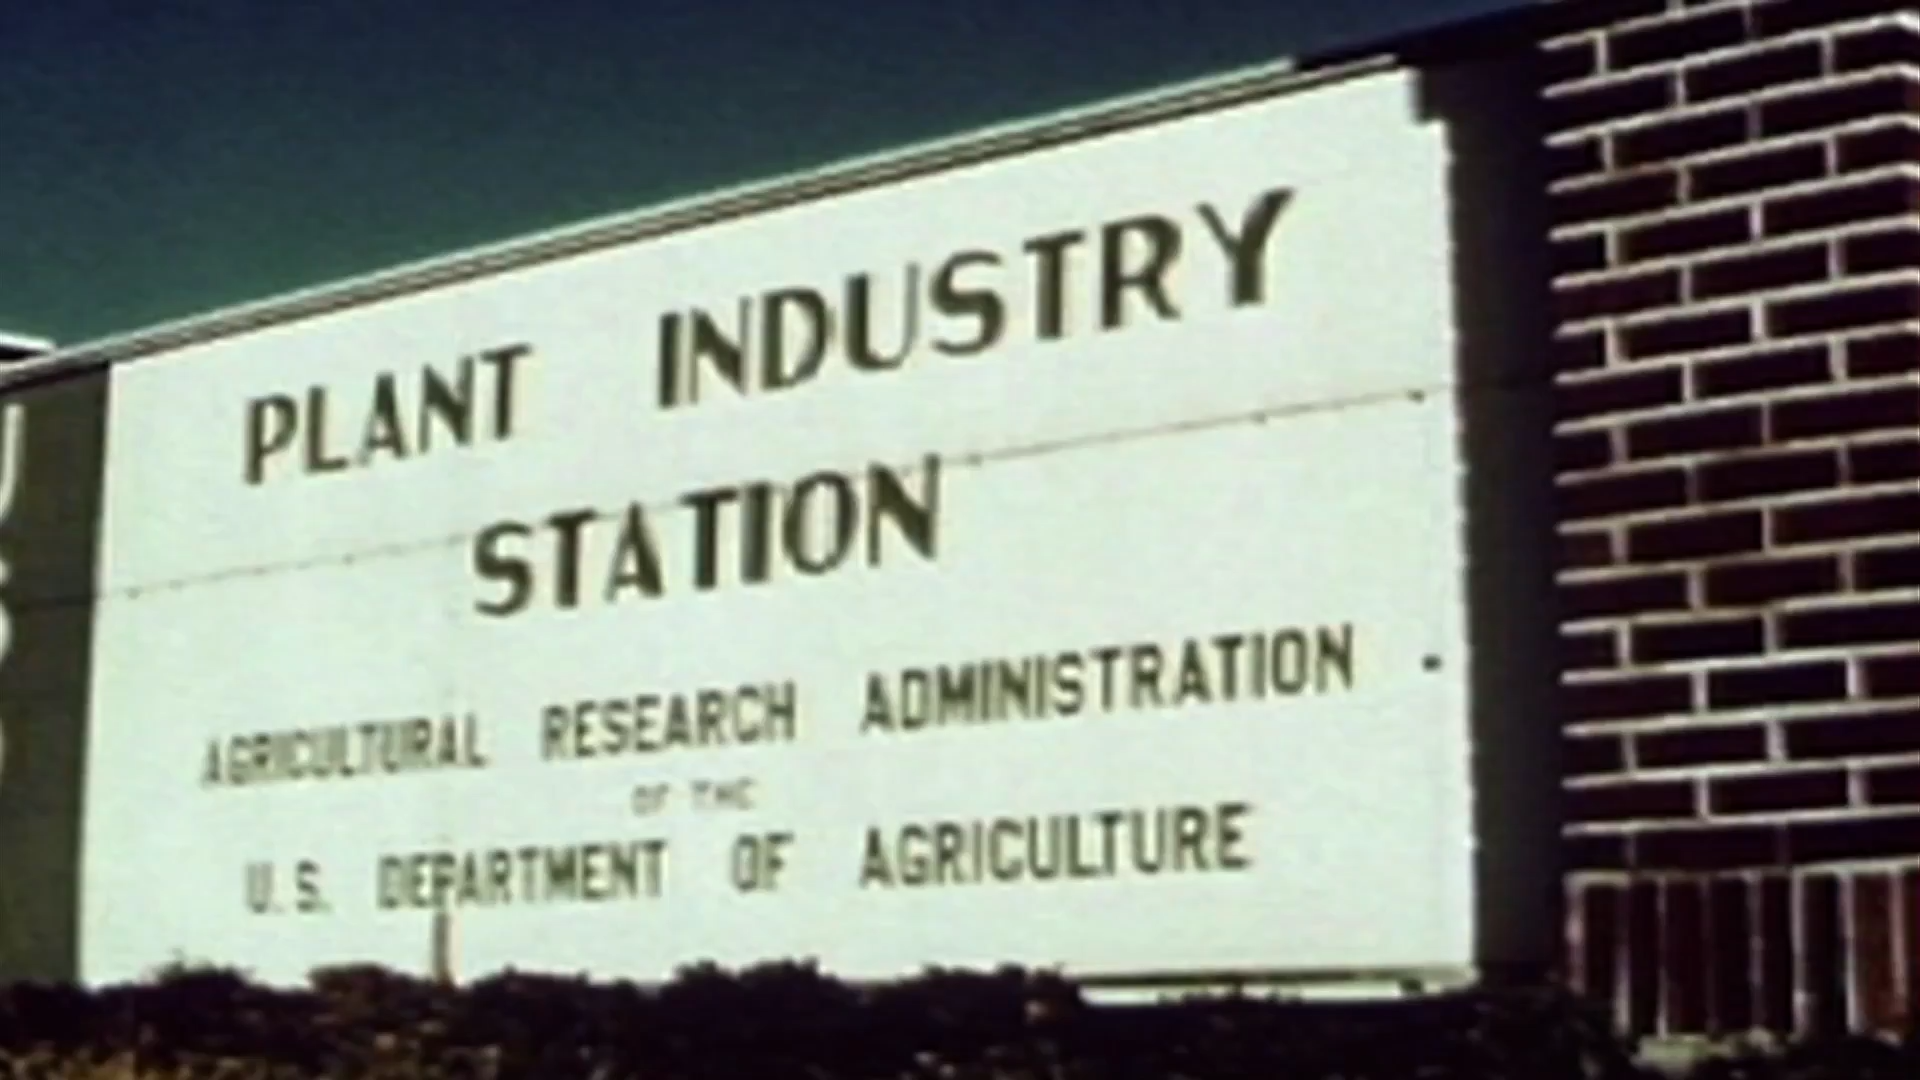 PLANT INDUSTRY
STATION
AGRICULTURAL RESEARCH ADMINISTRATION
OF THE
U.S. DEPARTMENT OF AGRICULTURE